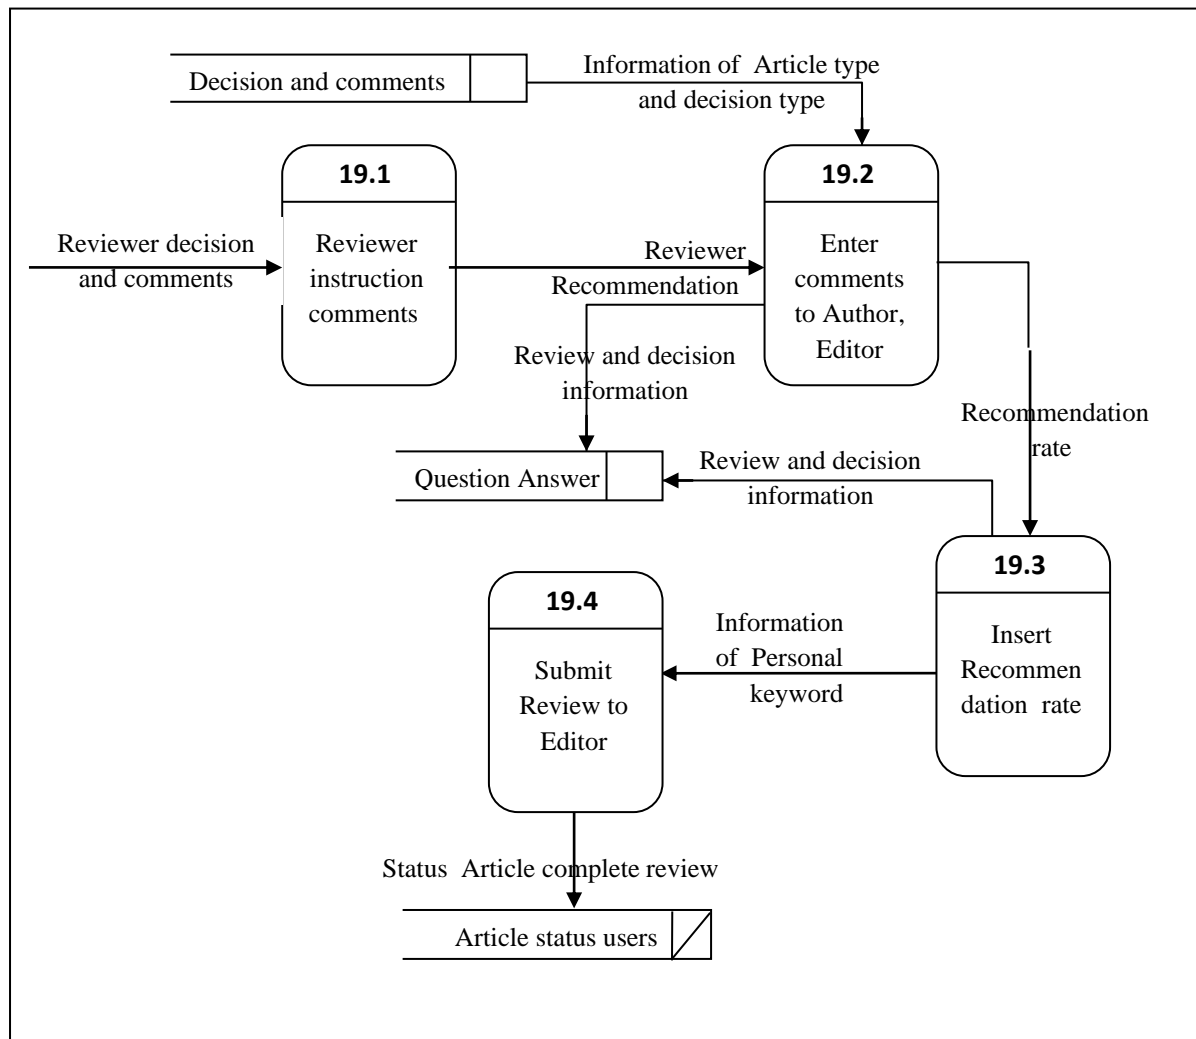 Decision and comments
Information of Article type
and decision type
19.1
Reviewer
instruction
comments
19.2
Enter
comments
to Author,
Editor
Reviewer decision
and comments
Reviewer
Recommendation
Review and decision
information
Recommendation
rate
Question Answer
Review and decision
information
19.3
Insert
Recommen
dation rate
19.4
Submit
Review to
Editor
Information
of Personal
keyword
Status Article complete review
Article status users